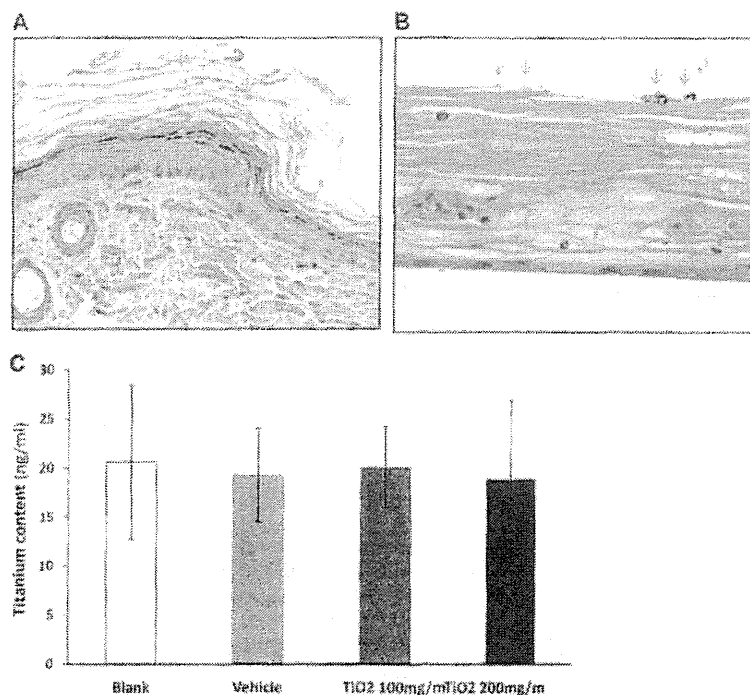 A
B
C
Titanium content (ng/ml)
30
25
20
15
10
5
0
Blank
Vehicle
TiO2 100mg/mTiO2 200mg/m